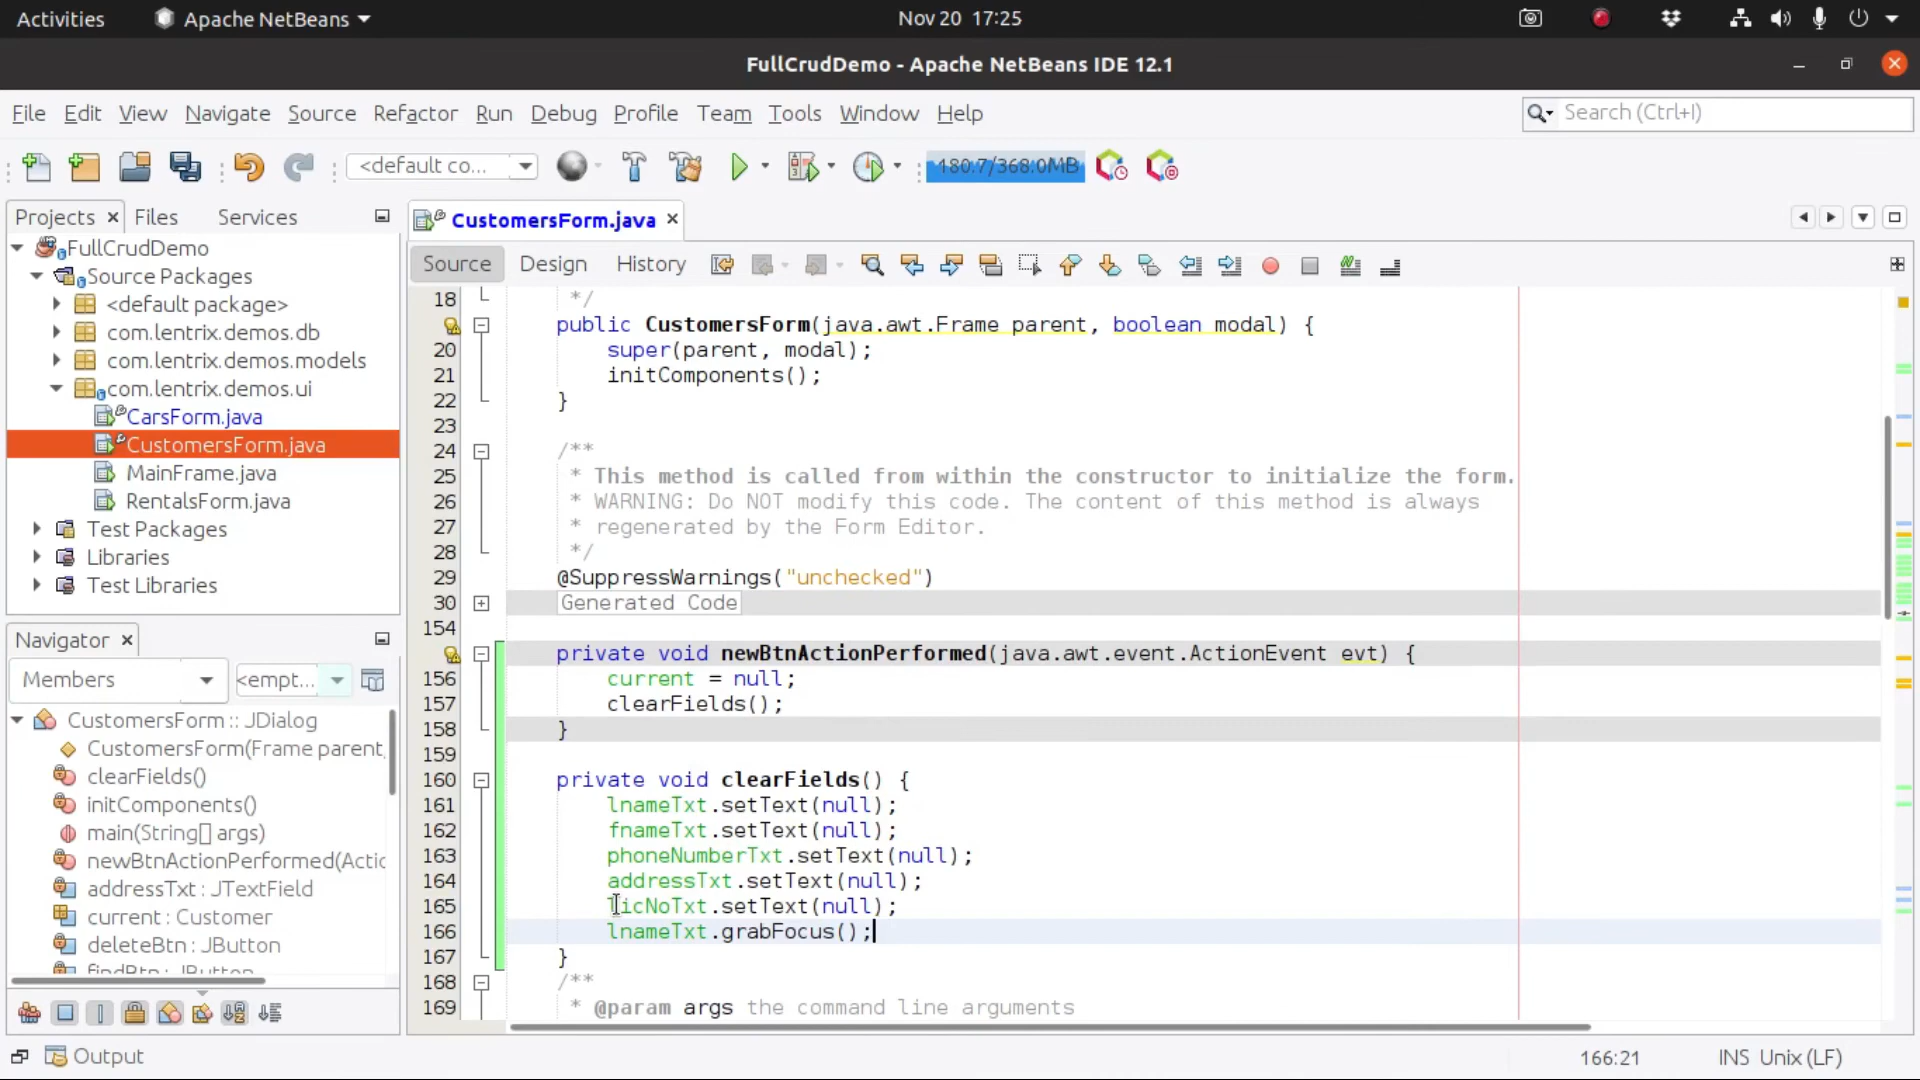 Activities
Apache NetBeans
Nov 20 17:25
FullCrudDemo - Apache NetBeans IDE 12.1
File Edit View Navigate Source Refactor Run Debug Profile Team Tools Window Help
Search (Ctrl+I)
<default co...
480.7/368.0MB
Projects
Files
Services
CustomersForm.java
Source
Design
History
FullCrudDemo
Source Packages
<default package>
com.lentrix.demos.db
com.lentrix.demos.models
com.lentrix.demos.ui
CarsForm.java
CustomersForm.java
MainFrame.java
RentalsForm.java
Test Packages
Libraries
Test Libraries
Navigator
Members
<empt...
CustomersForm :: JDialog
CustomersForm(Frame parent,
clearFields()
initComponents()
main(String[] args)
newBtnActionPerformed(Actic
addressTxt : JTextField
current : Customer
deleteBtn : JButton
findBtn : JButton
18 */
public CustomersForm(java.awt.Frame parent, boolean modal) {
20 super(parent, modal);
21 initComponents();
22 }
23
24 /**
25 * This method is called from within the constructor to initialize the form.
26 * WARNING: Do NOT modify this code. The content of this method is always
27 * regenerated by the Form Editor.
28 */
29 @SuppressWarnings("unchecked")
30 Generated Code
154
private void newBtnActionPerformed(java.awt.event.ActionEvent evt) {
156 current = null;
157 clearFields();
158 }
159
160 private void clearFields() {
161 lnameTxt.setText(null);
162 fnameTxt.setText(null);
163 phoneNumberTxt.setText(null);
164 addressTxt.setText(null);
165 licNoTxt.setText(null);
166 lnameTxt.grabFocus();
167 }
168 /**
169 * @param args the command line arguments
Output
166:21
INS Unix (LF)